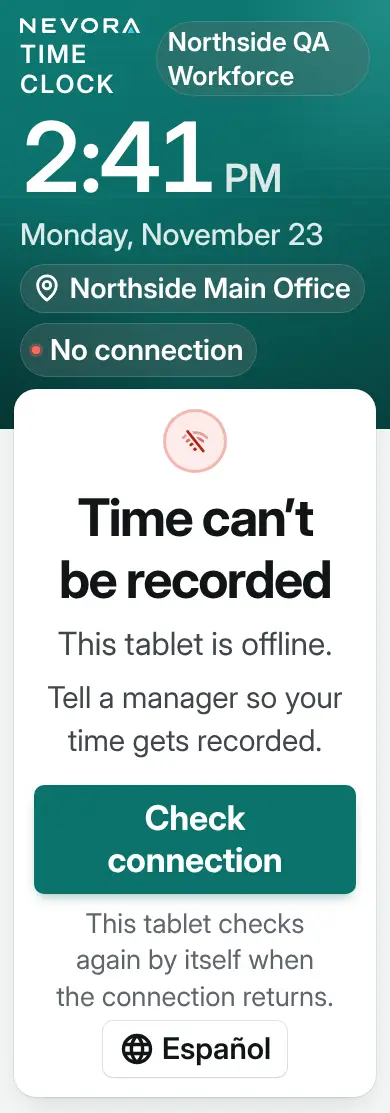 NEVORA
TIME
CLOCK
Northside QA
Workforce
2:41 PM
Monday, November 23
Northside Main Office
No connection
Time can’t
be recorded
This tablet is offline.
Tell a manager so your
time gets recorded.
Check
connection
This tablet checks
again by itself when
the connection returns.
Español